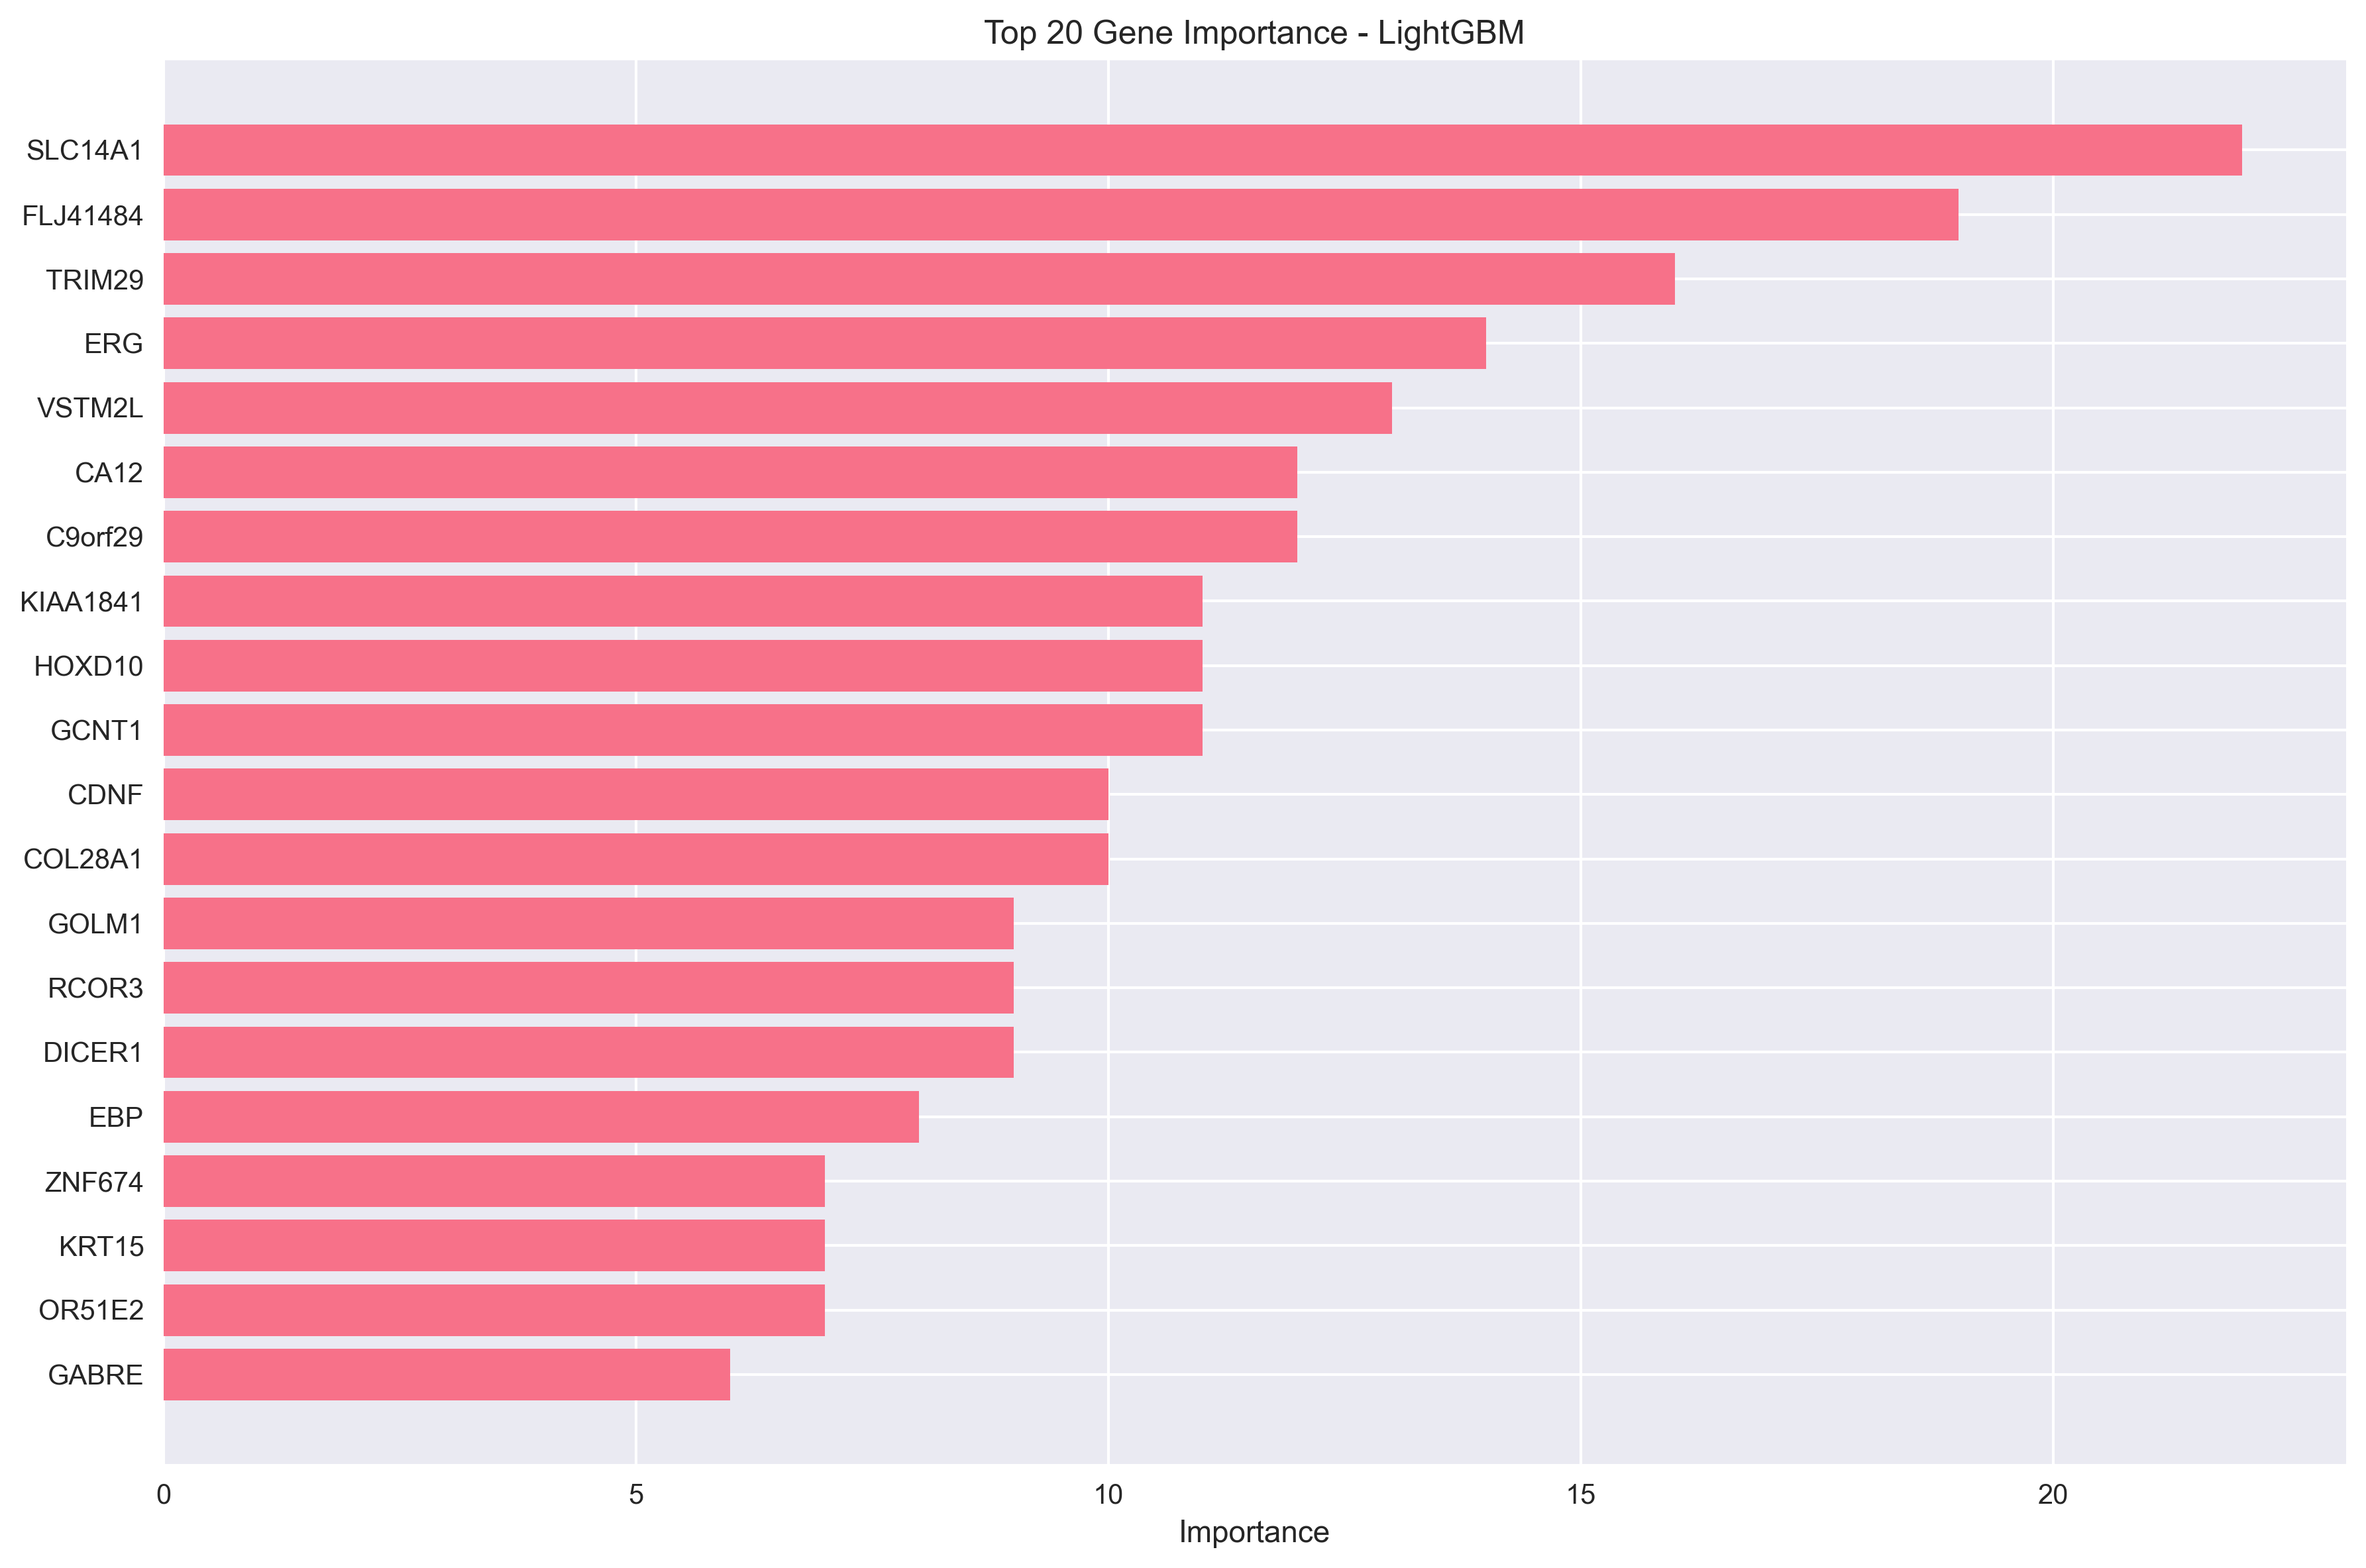 Top 20 Gene Importance - LightGBM
SLC14A1
FLJ41484
TRIM29
ERG
VSTM2L
CA12
C9orf29
KIAA1841
HOXD10
GCNT1
CDNF
COL28A1
GOLM1
RCOR3
DICER1
EBP
ZNF674
KRT15
OR51E2
GABRE
0 5 10 15 20
Importance